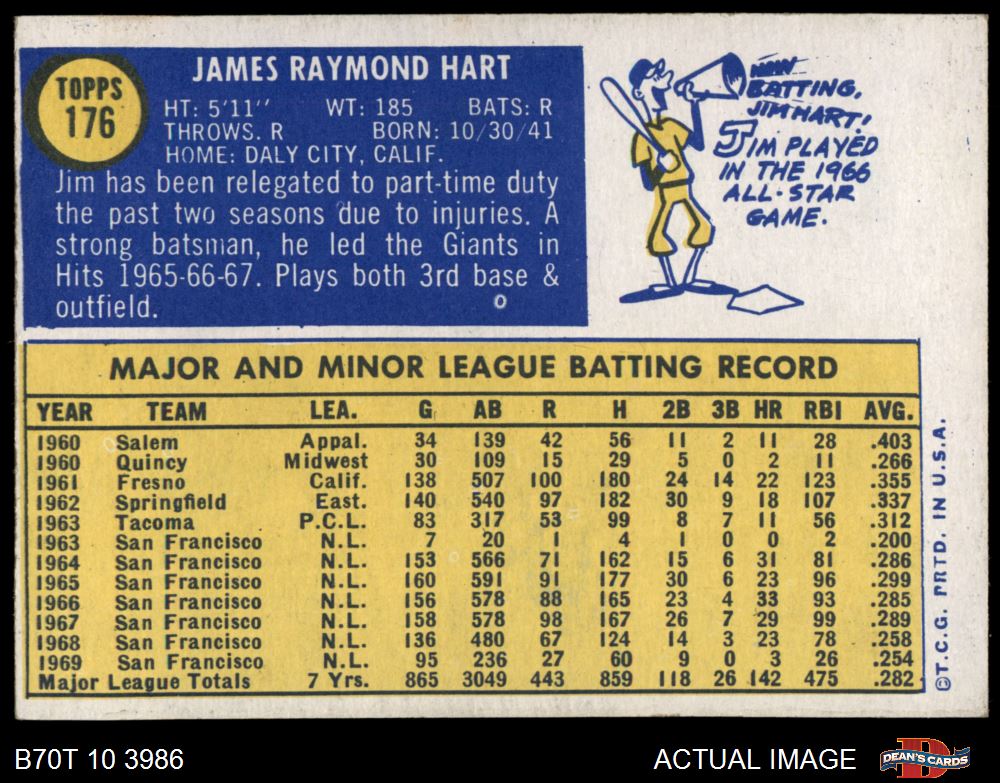 TOPPS
176
JAMES RAYMOND HART
HT: 5'11'' WT: 185 BATS: R
THROWS. R BORN: 10/30/41
HOME: DALY CITY, CALIF.
Jim has been relegated to part-time duty
the past two seasons due to injuries. A
strong batsman, he led the Giants in
Hits 1965-66-67. Plays both 3rd base &
outfield.
NOW
BATTING,
JIM HART!
JIM PLAYED
IN THE 1966
ALL-STAR
GAME.
MAJOR AND MINOR LEAGUE BATTING RECORD
YEAR TEAM LEA. G AB R H 2B 3B HR RBI AVG.
1960 Salem Appal. 34 139 42 56 11 2 11 28 .403
1960 Quincy Midwest 30 109 15 29 5 0 2 11 .266
1961 Fresno Calif. 138 507 100 180 24 14 22 123 .355
1962 Springfield East. 140 540 97 182 30 9 18 107 .337
1963 Tacoma P.C.L. 83 317 53 99 8 7 11 56 .312
1963 San Francisco N.L. 7 20 1 4 1 0 0 2 .200
1964 San Francisco N.L. 153 566 71 162 15 6 31 81 .286
1965 San Francisco N.L. 160 591 91 177 30 6 23 96 .299
1966 San Francisco N.L. 156 578 88 165 23 4 33 93 .285
1967 San Francisco N.L. 158 578 98 167 26 7 29 99 .289
1968 San Francisco N.L. 136 480 67 124 14 3 23 78 .258
1969 San Francisco N.L. 95 236 27 60 9 0 3 26 .254
Major League Totals 7 Yrs. 865 3049 443 859 118 26 142 475 .282
©T.C.G. PRTD. IN U.S.A.
B70T 10 3986
ACTUAL IMAGE
DEAN'S CARDS